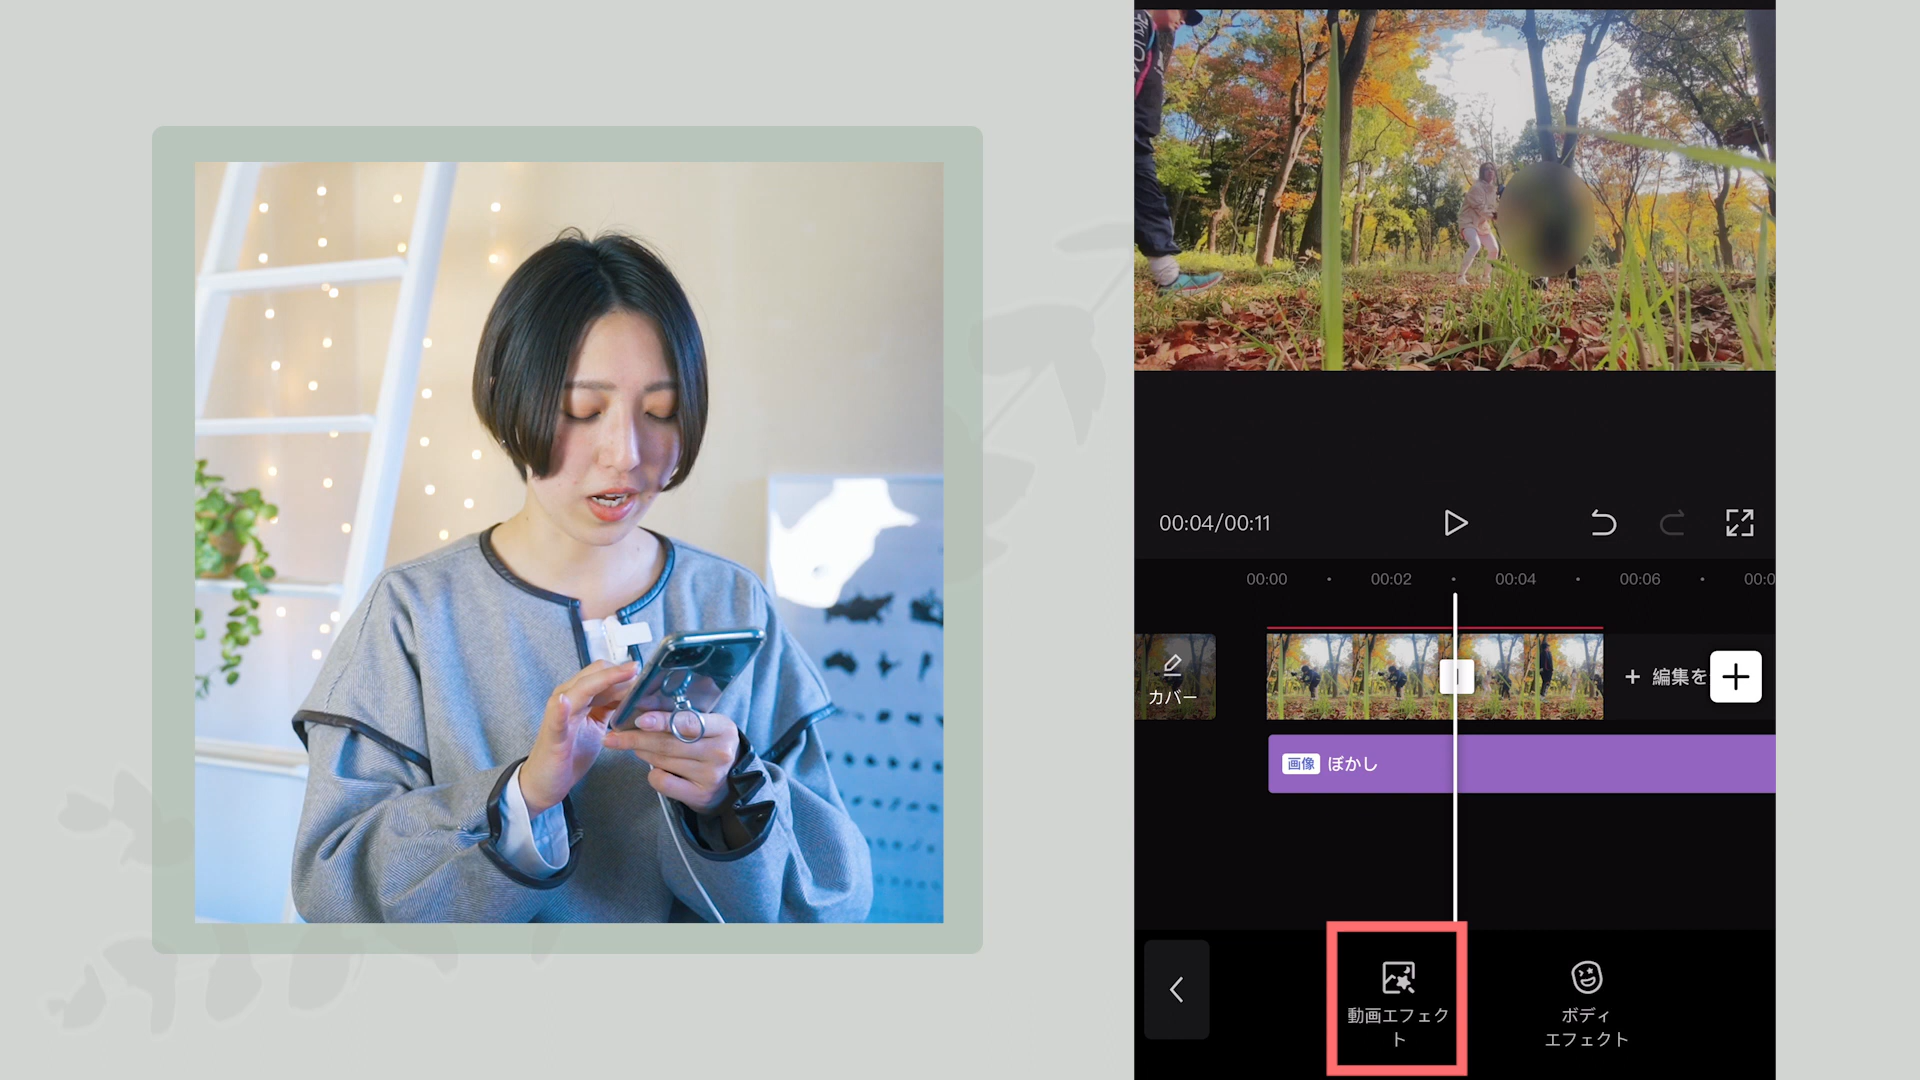 00:04/00:11
00:00
00:02
00:04
00:06
カバー
+ 編集を
画像 ぼかし
動画エフェク
ト
ボディ
エフェクト